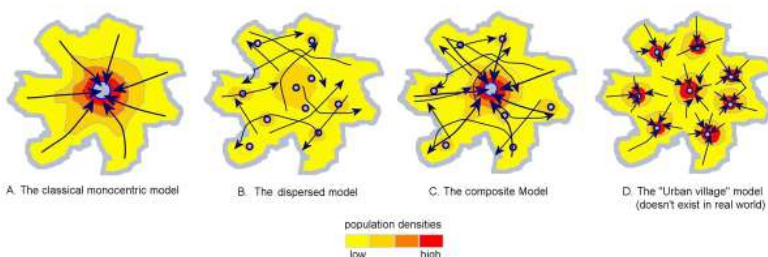 A. The classical monocentric model
B. The dispersed model
C. The composite Model
D. The "Urban village" model
(doesn't exist in real world)
population densities
low high